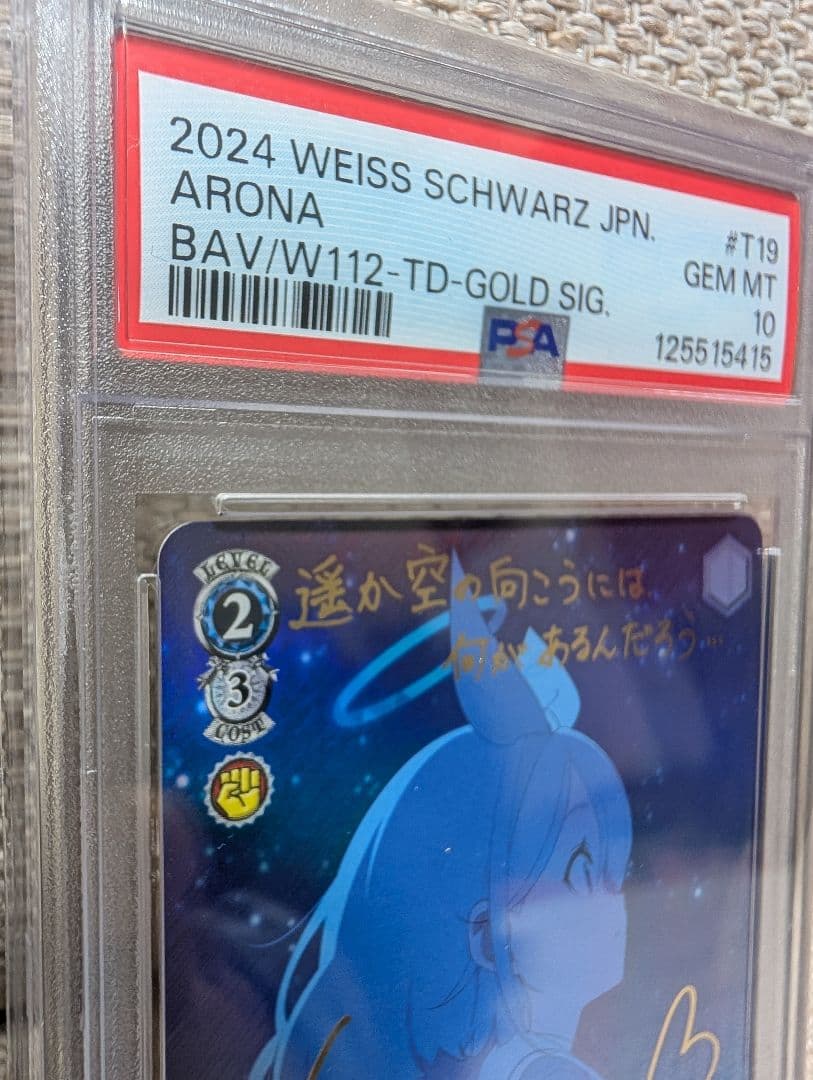 2024 WEISS SCHWARZ JPN. #T19
ARONA GEM MT
BAV/W112-TD-GOLD SIG. 10
PSA 125515415
LEVEL
2
3
COST
遥か空の向こうには
何があるんだろう…